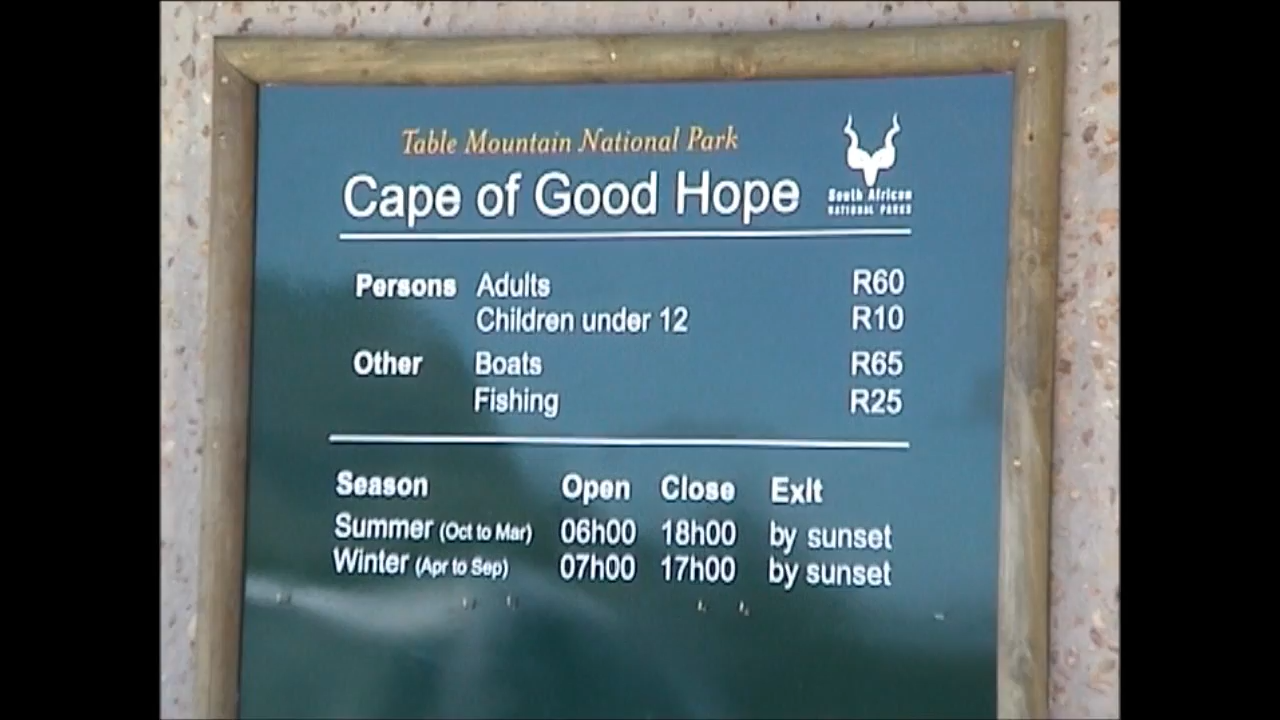 Table Mountain National Park
Cape of Good Hope
South African
NATIONAL PARKS
Persons Adults R60
Children under 12 R10
Other Boats R65
Fishing R25
Season Open Close Exit
Summer (Oct to Mar) 06h00 18h00 by sunset
Winter (Apr to Sep) 07h00 17h00 by sunset